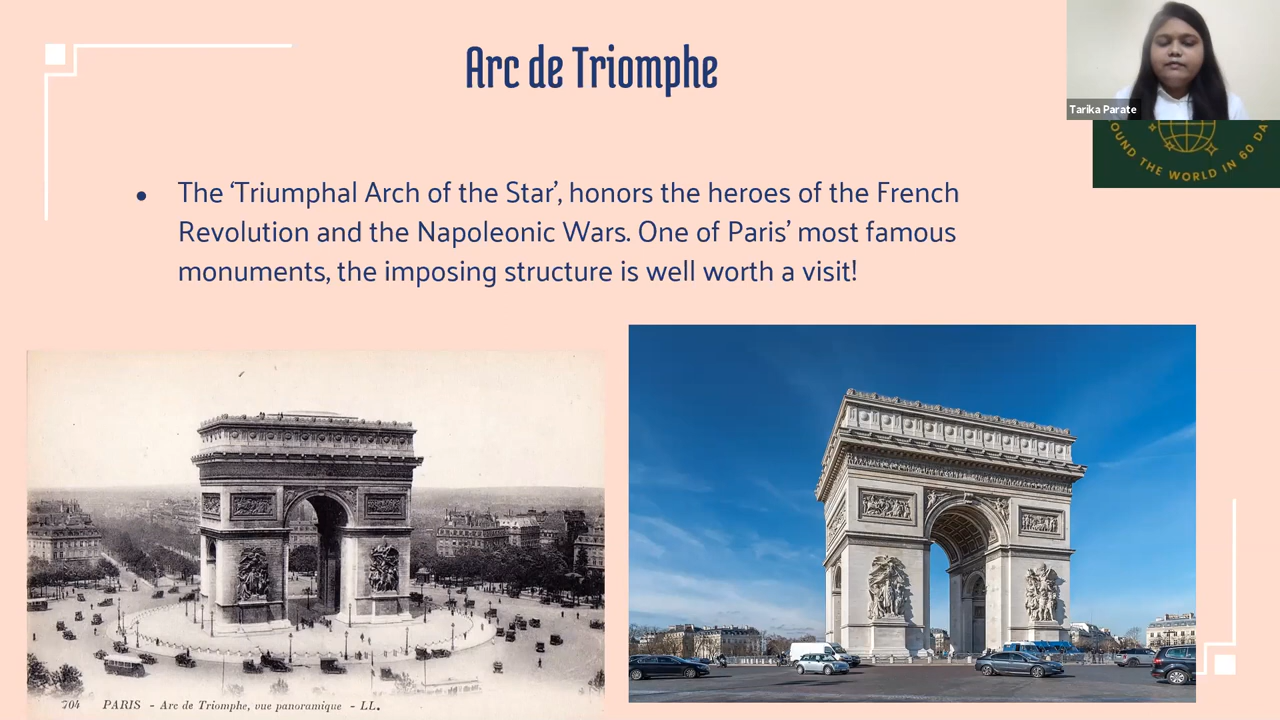 Arc de Triomphe
Tarika Parate
OUND THE WORLD IN 60 DA
• The ‘Triumphal Arch of the Star’, honors the heroes of the French
Revolution and the Napoleonic Wars. One of Paris’ most famous
monuments, the imposing structure is well worth a visit!
704 PARIS - Arc de Triomphe, vue panoramique - LL.